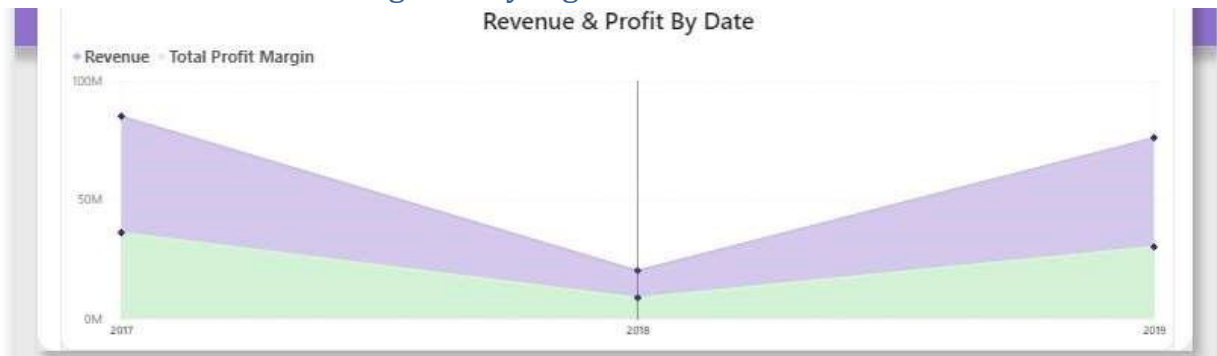 Revenue & Profit By Date
Revenue Total Profit Margin
100M
50M
0M
2017 2018 2019